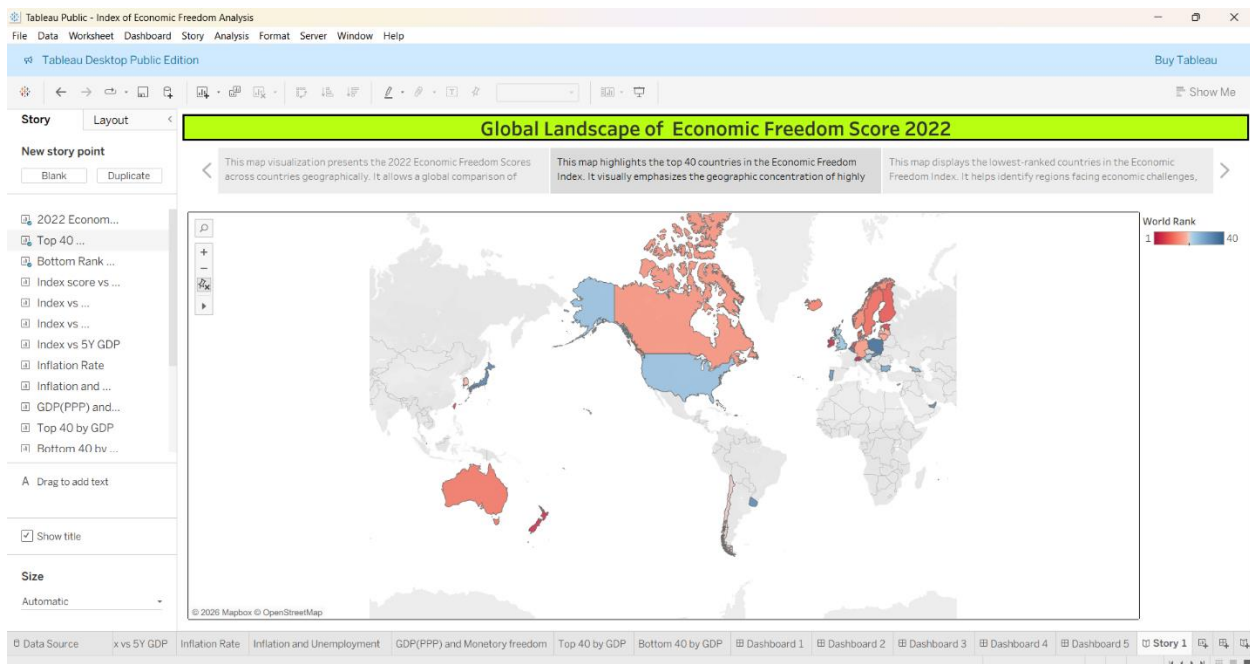 Tableau Public - Index of Economic Freedom Analysis
File Data Worksheet Dashboard Story Analysis Format Server Window Help
Tableau Desktop Public Edition
Buy Tableau
Show Me
Story
Layout
Global Landscape of Economic Freedom Score 2022
New story point
Blank
Duplicate
This map visualization presents the 2022 Economic Freedom Scores
across countries geographically. It allows a global comparison of
This map highlights the top 40 countries in the Economic Freedom
Index. It visually emphasizes the geographic concentration of highly
This map displays the lowest-ranked countries in the Economic
Freedom Index. It helps identify regions facing economic challenges,
2022 Econom...
Top 40 ...
Bottom Rank ...
Index score vs ...
Index vs ...
Index vs ...
Index vs 5Y GDP
Inflation Rate
Inflation and ...
GDP(PPP) and...
Top 40 by GDP
Bottom 40 by ...
World Rank
1
40
A Drag to add text
Show title
Size
Automatic
© 2026 Mapbox © OpenStreetMap
Data Source
x vs 5Y GDP
Inflation Rate
Inflation and Unemployment
GDP(PPP) and Monetory freedom
Top 40 by GDP
Bottom 40 by GDP
Dashboard 1
Dashboard 2
Dashboard 3
Dashboard 4
Dashboard 5
Story 1